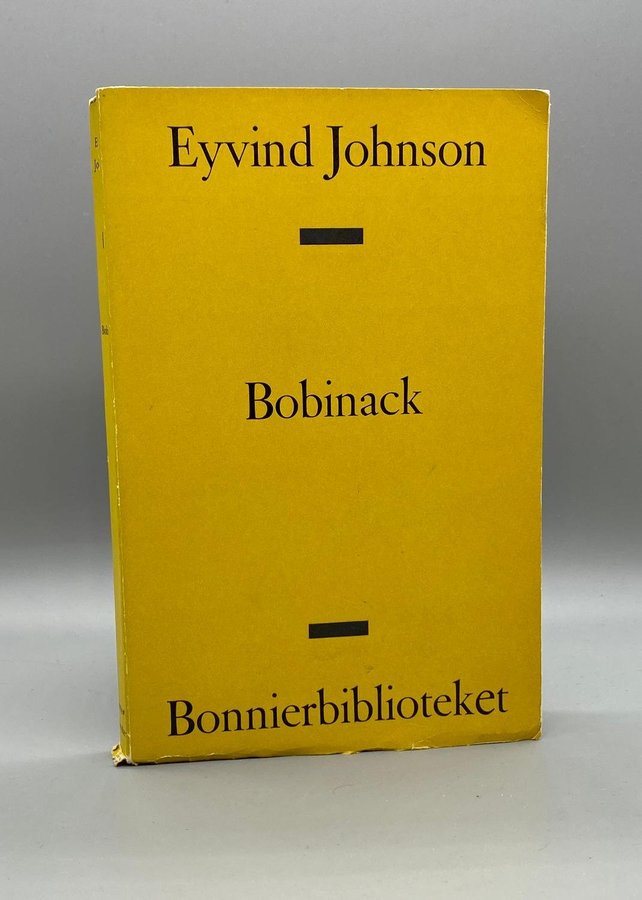 Eyvind Johnson
Bobinack
Bonnierbiblioteket